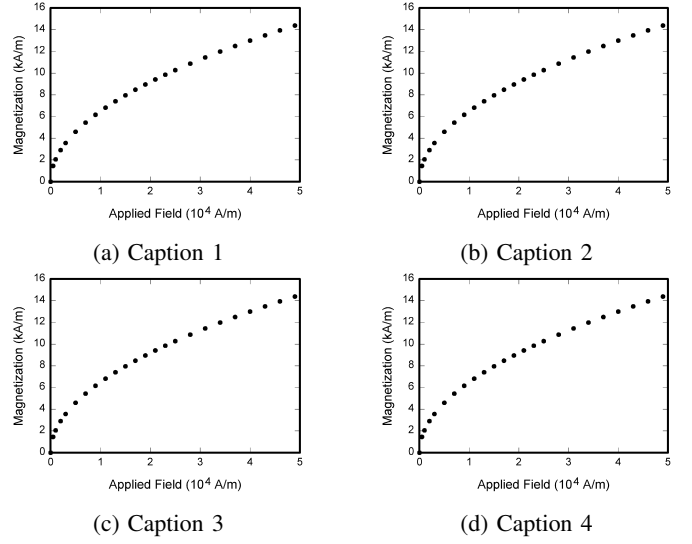 16
14
12
10
8
6
4
2
0
Magnetization (kA/m)
0 1 2 3 4 5
Applied Field (10⁴ A/m)
(a) Caption 1
16
14
12
10
8
6
4
2
0
Magnetization (kA/m)
0 1 2 3 4 5
Applied Field (10⁴ A/m)
(b) Caption 2
16
14
12
10
8
6
4
2
0
Magnetization (kA/m)
0 1 2 3 4 5
Applied Field (10⁴ A/m)
(c) Caption 3
16
14
12
10
8
6
4
2
0
Magnetization (kA/m)
0 1 2 3 4 5
Applied Field (10⁴ A/m)
(d) Caption 4